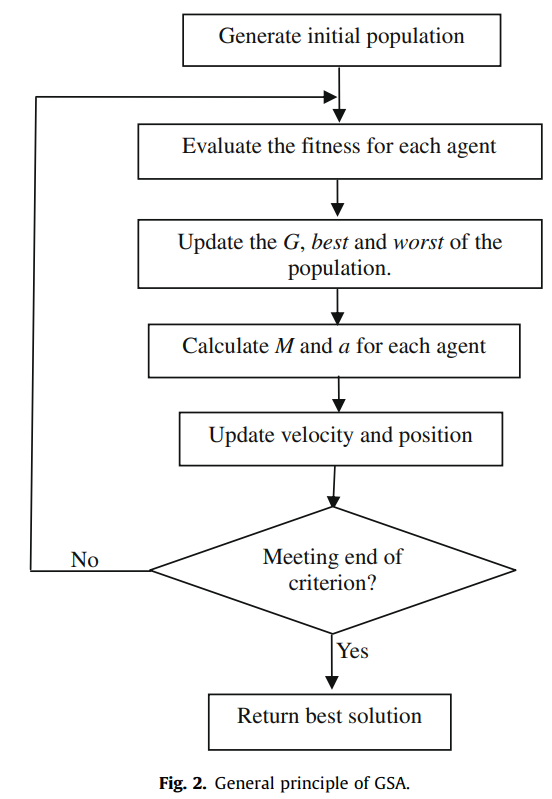 Generate initial population
Evaluate the fitness for each agent
Update the G, best and worst of the
population.
Calculate M and a for each agent
Update velocity and position
Meeting end of
criterion?
No
Yes
Return best solution
Fig. 2. General principle of GSA.